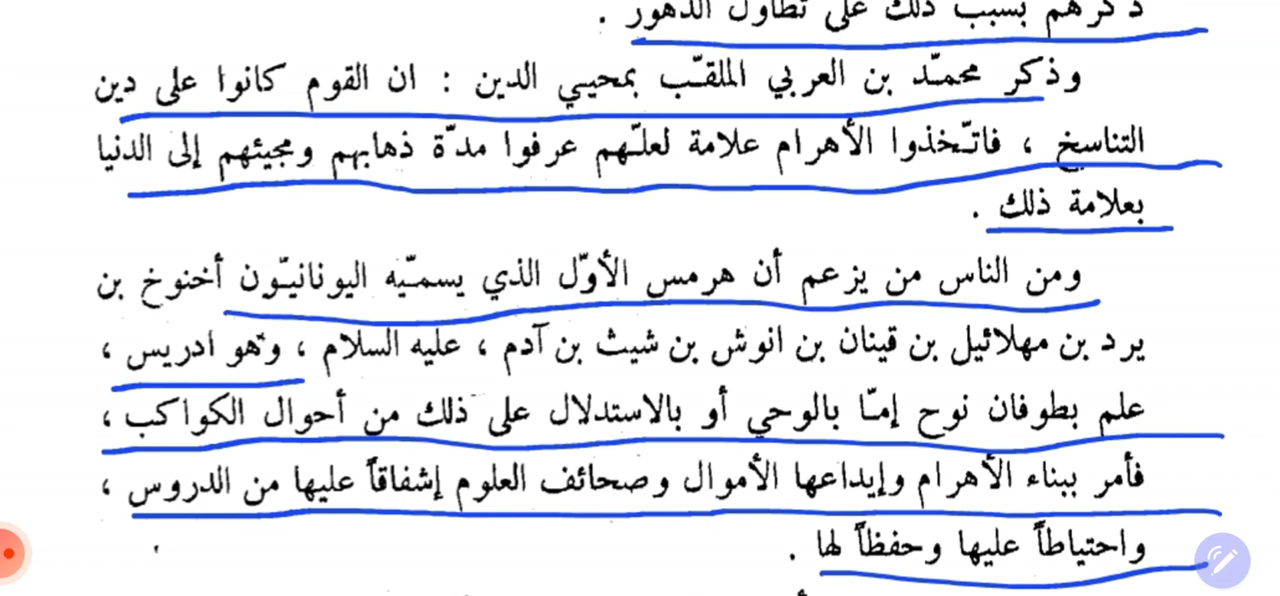 ذكرهم بسبب ذلك على تطاول الدهور .
وذكر محمّد بن العربي الملقّب بمحيي الدين : ان القوم كانوا على دين
التناسخ ، فاتّخذوا الأهرام علامة لعلّهم عرفوا مدّة ذهابهم ومجيئهم إلى الدنيا
بعلامة ذلك .
ومن الناس من يزعم أن هرمس الأوّل الذي يسمّيه اليونانيّون أخنوخ بن
يرد بن مهلائيل بن قينان بن انوش بن شيث بن آدم ، عليه السلام ، وهو ادريس ،
علم بطوفان نوح إمّا بالوحي أو بالاستدلال على ذلك من أحوال الكواكب ،
فأمر ببناء الأهرام وإيداعها الأموال وصحائف العلوم إشفاقاً عليها من الدروس ،
واحتياطاً عليها وحفظاً لها .